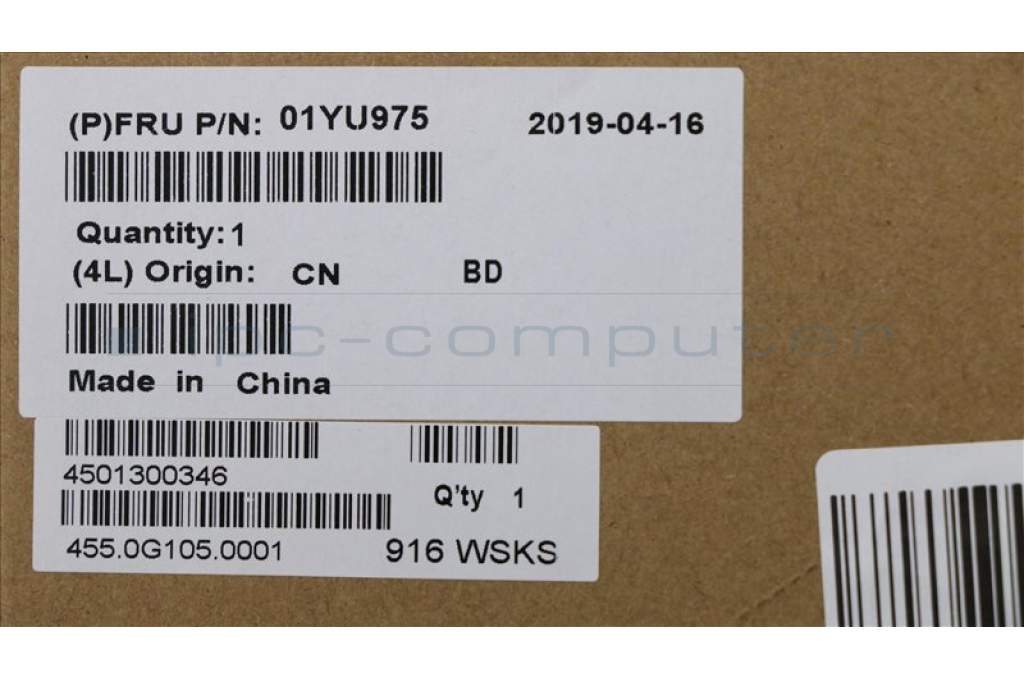 (P)FRU P/N: 01YU975 2019-04-16
Quantity: 1
(4L) Origin: CN BD
ipc-computer
Made in China
4501300346
Q'ty 1
455.0G105.0001 916 WSKS